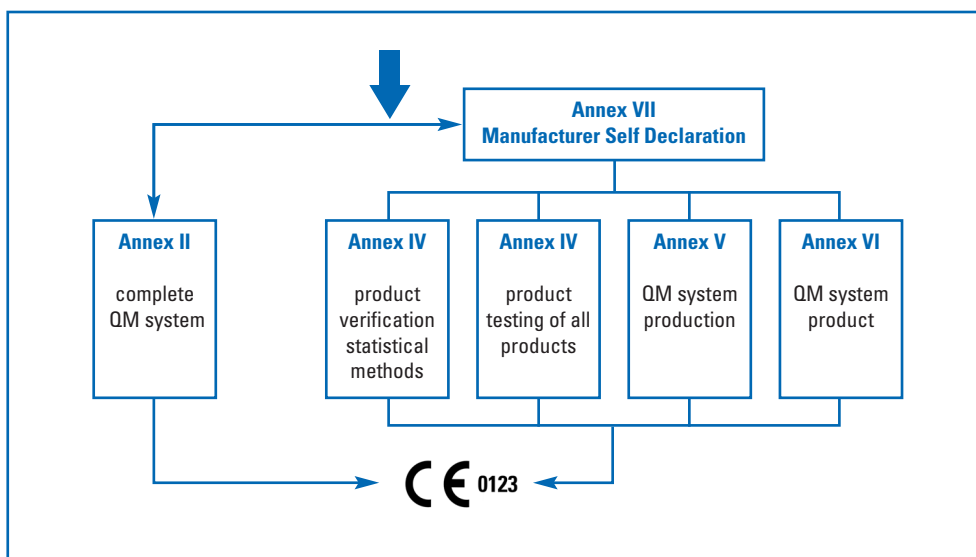 Annex VII
Manufacturer Self Declaration
Annex II
complete
QM system
Annex IV
product
verification
statistical
methods
Annex IV
product
testing of all
products
Annex V
QM system
production
Annex VI
QM system
product
CE 0123